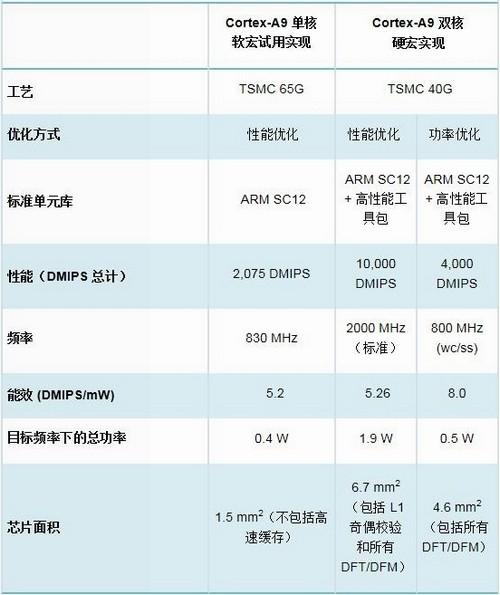 Cortex-A9 单核
软宏试用实现
Cortex-A9 双核
硬宏实现
工艺
TSMC 65G
TSMC 40G
优化方式
性能优化
性能优化
功率优化
标准单元库
ARM SC12
ARM SC12
+ 高性能工
具包
ARM SC12
+ 高性能工
具包
性能（DMIPS 总计）
2,075 DMIPS
10,000
DMIPS
4,000
DMIPS
频率
830 MHz
2000 MHz
（标准）
800 MHz
(wc/ss)
能效 (DMIPS/mW)
5.2
5.26
8.0
目标频率下的总功率
0.4 W
1.9 W
0.5 W
芯片面积
1.5 mm²（不包括高
速缓存）
6.7 mm²
（包括 L1
奇偶校验
和所有
DFT/DFM）
4.6 mm²
（包括所有
DFT/DFM）